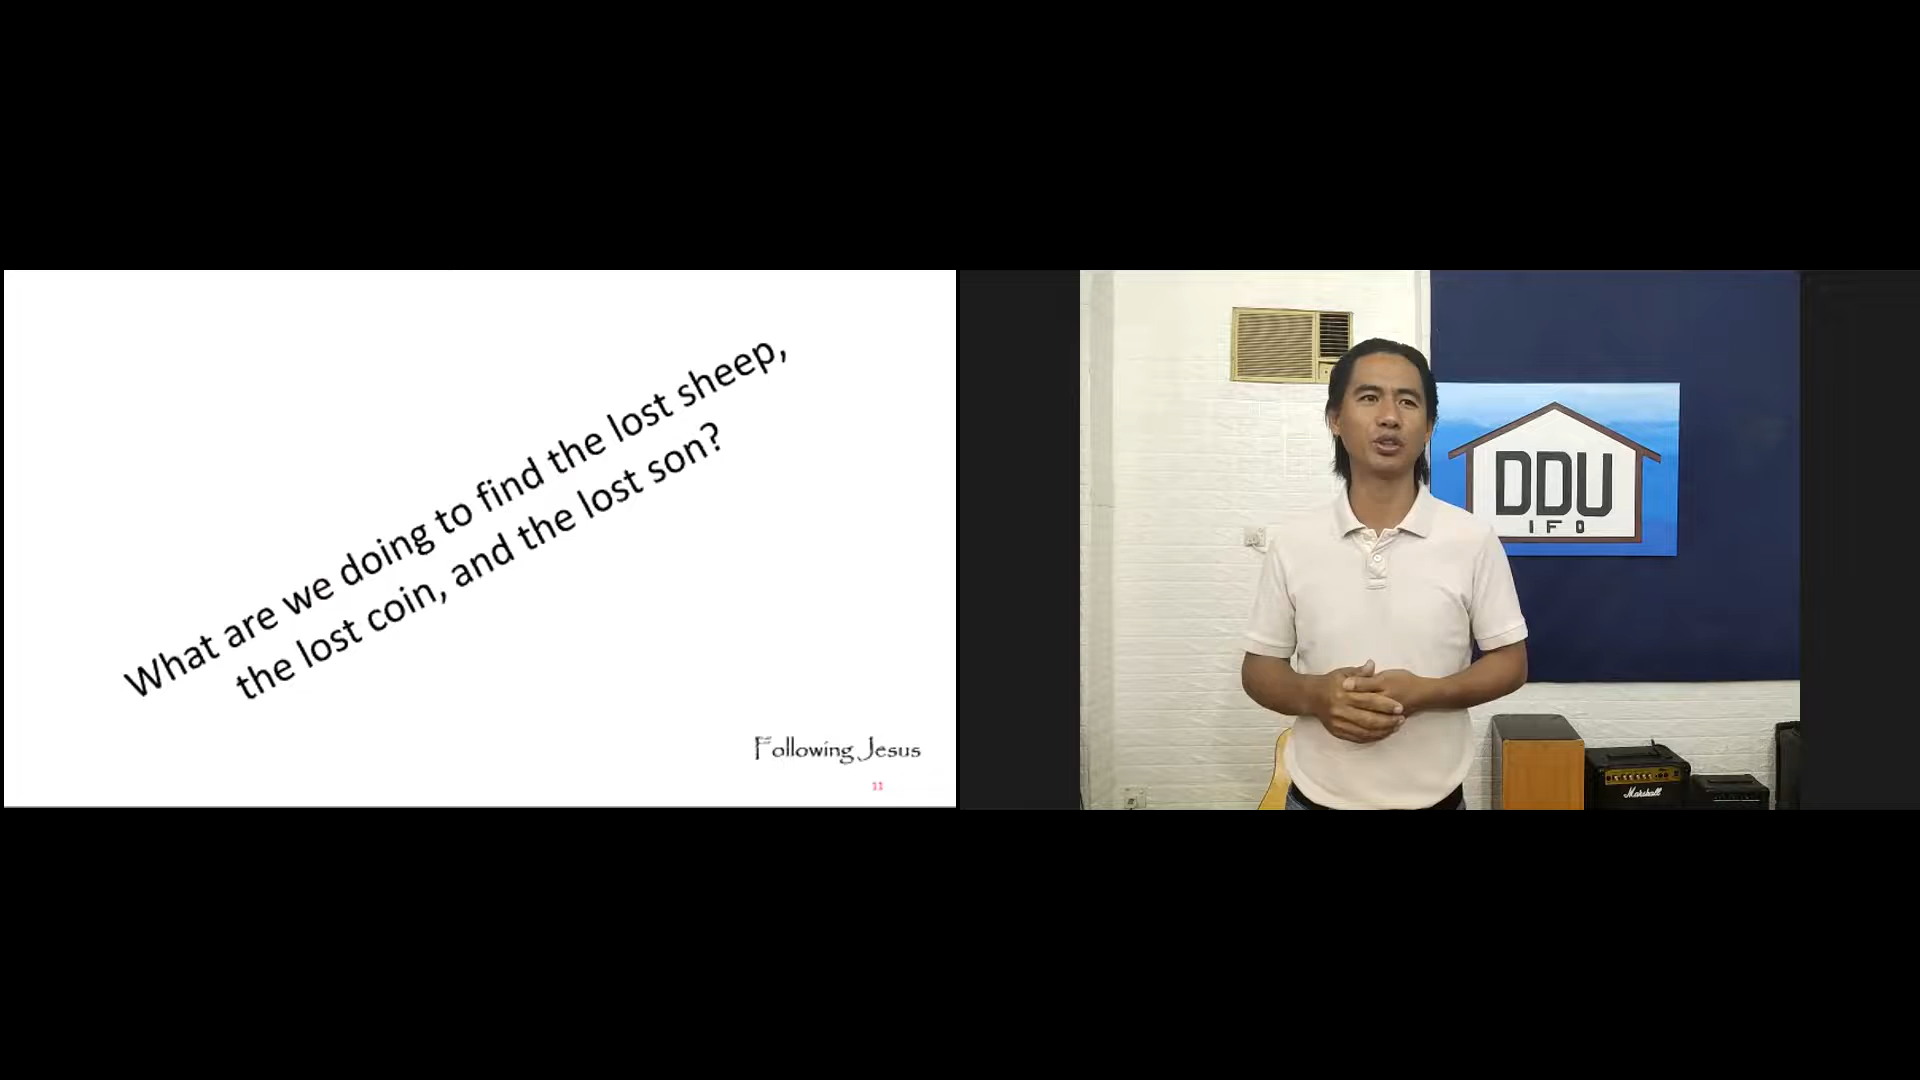 What are we doing to find the lost sheep,
the lost coin, and the lost son?
Following Jesus
11
DDU
IFO
Marshall